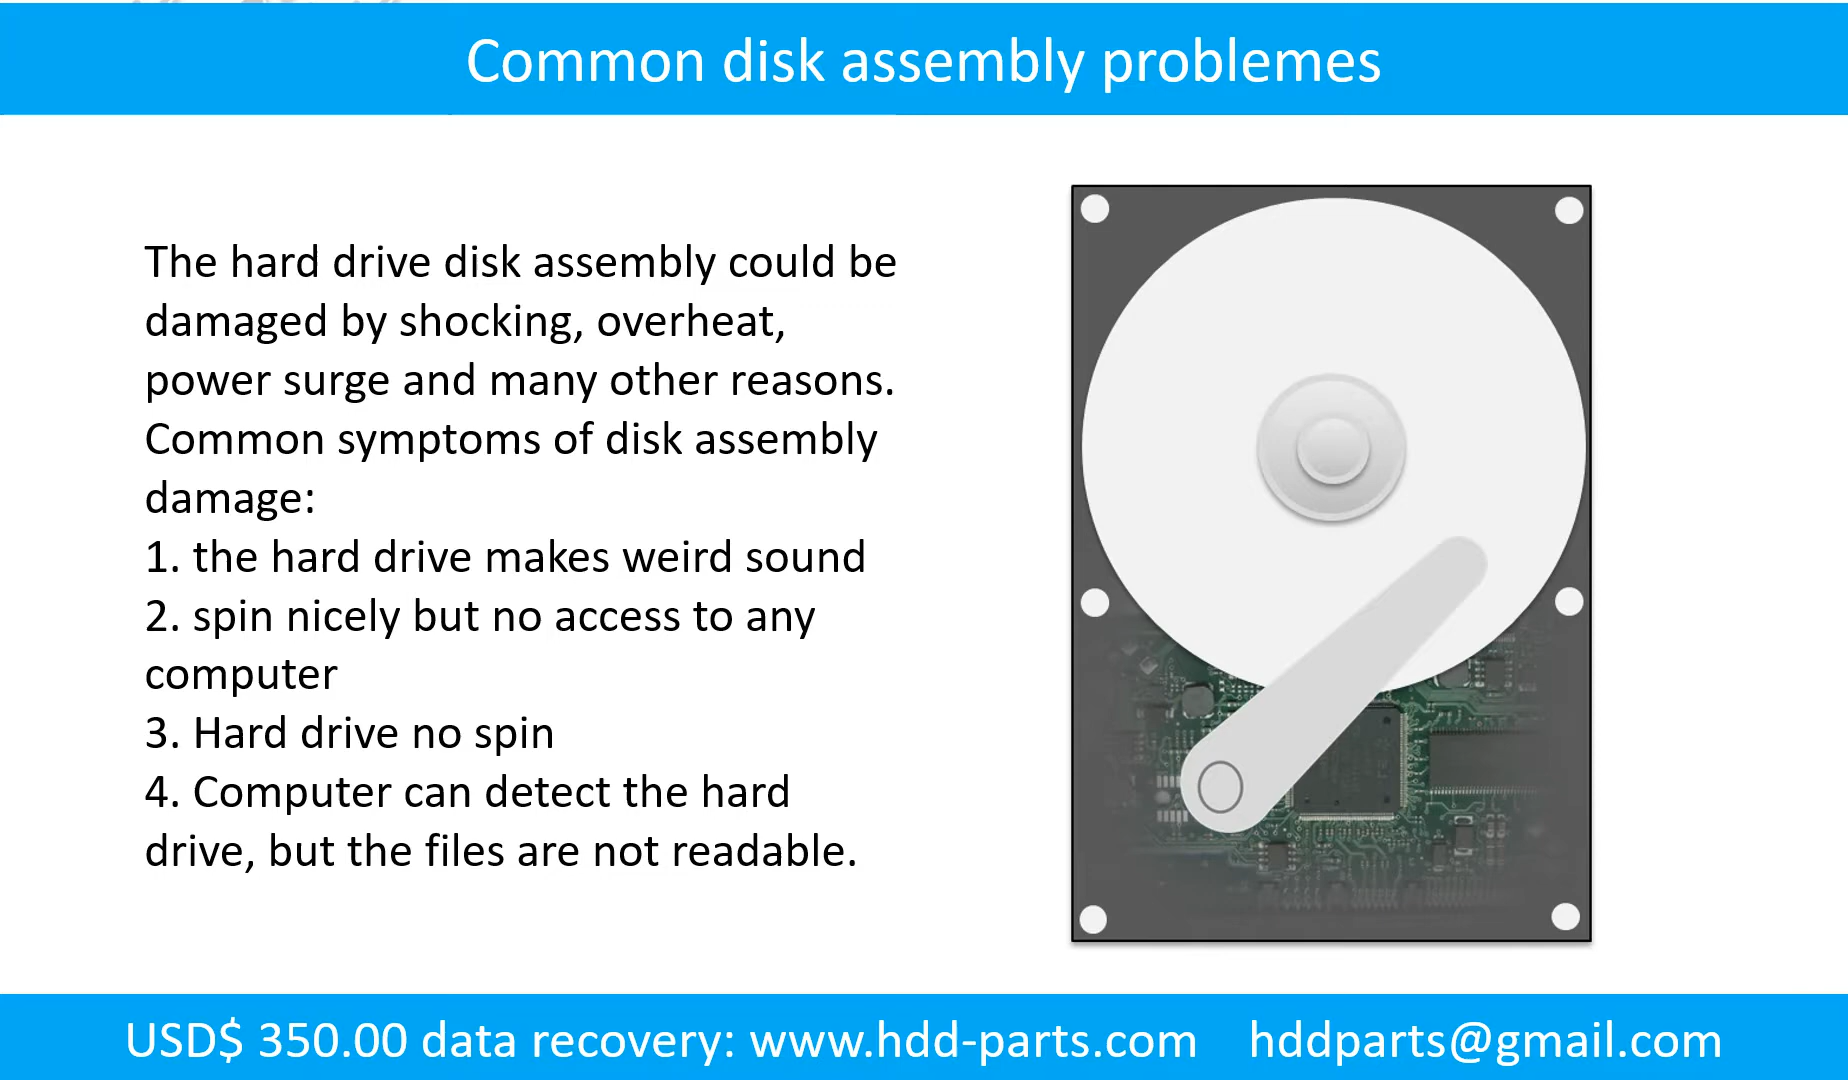 Common disk assembly problemes
The hard drive disk assembly could be
damaged by shocking, overheat,
power surge and many other reasons.
Common symptoms of disk assembly
damage:
1. the hard drive makes weird sound
2. spin nicely but no access to any
computer
3. Hard drive no spin
4. Computer can detect the hard
drive, but the files are not readable.
USD$ 350.00 data recovery: www.hdd-parts.com hddparts@gmail.com